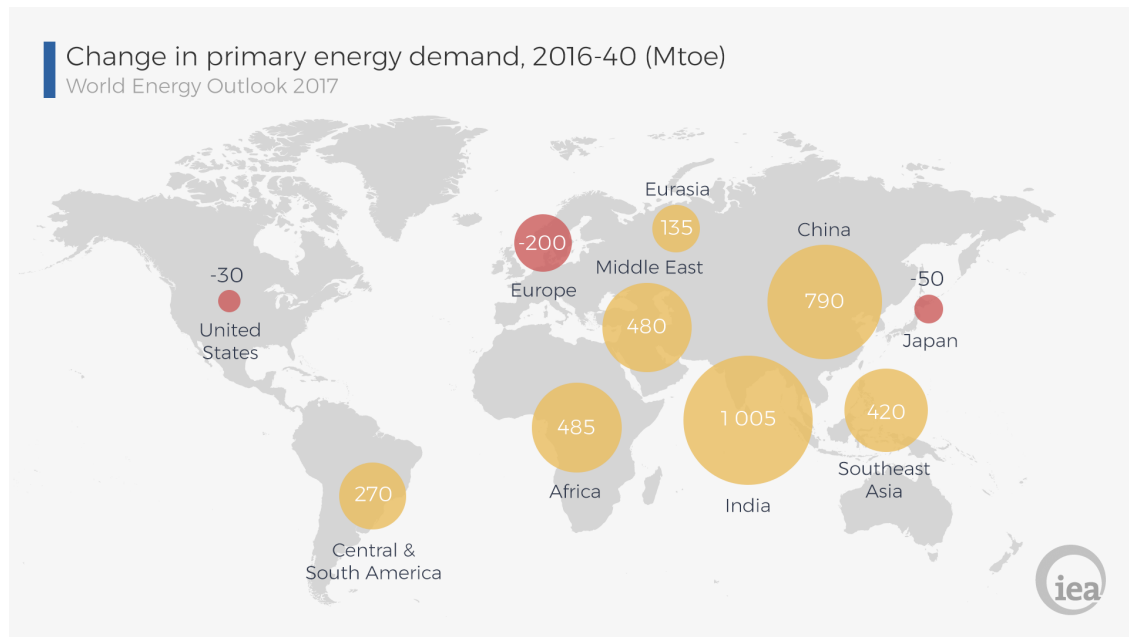 Change in primary energy demand, 2016-40 (Mtoe)
World Energy Outlook 2017
Eurasia
135
China
790
-200
Europe
Middle East
480
-30
United
States
-50
Japan
485
Africa
1 005
India
420
Southeast
Asia
270
Central &
South America
iea